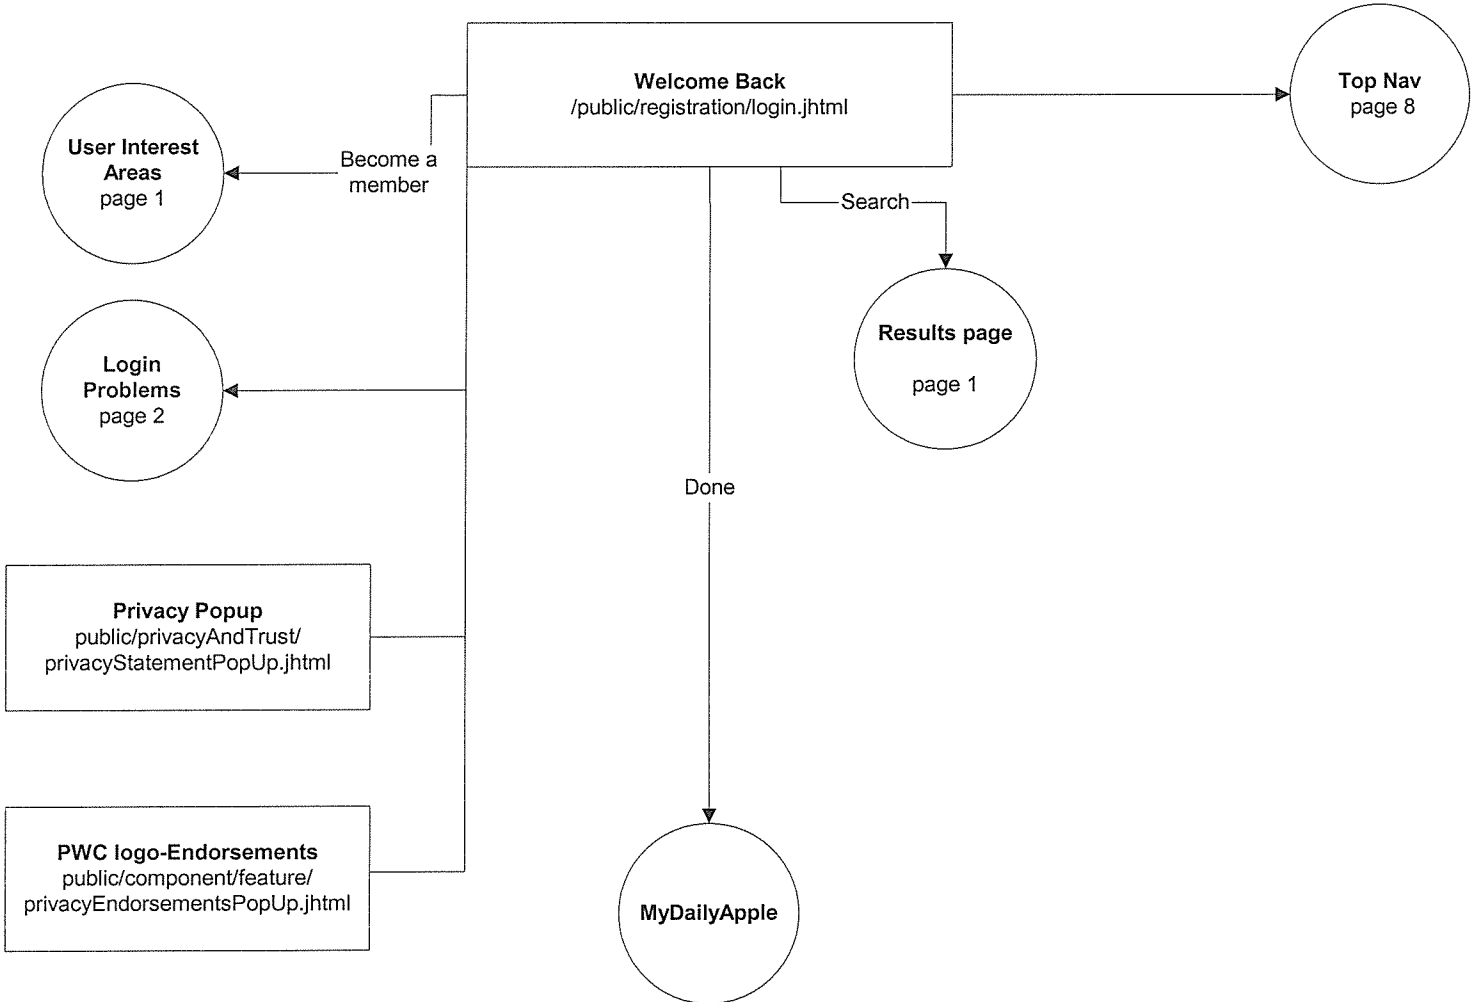 Welcome Back
/public/registration/login.jhtml
Top Nav
page 8
User Interest
Areas
page 1
Become a
member
Search
Results page
page 1
Login
Problems
page 2
Done
Privacy Popup
public/privacyAndTrust/
privacyStatementPopUp.jhtml
PWC logo-Endorsements
public/component/feature/
privacyEndorsementsPopUp.jhtml
MyDailyApple